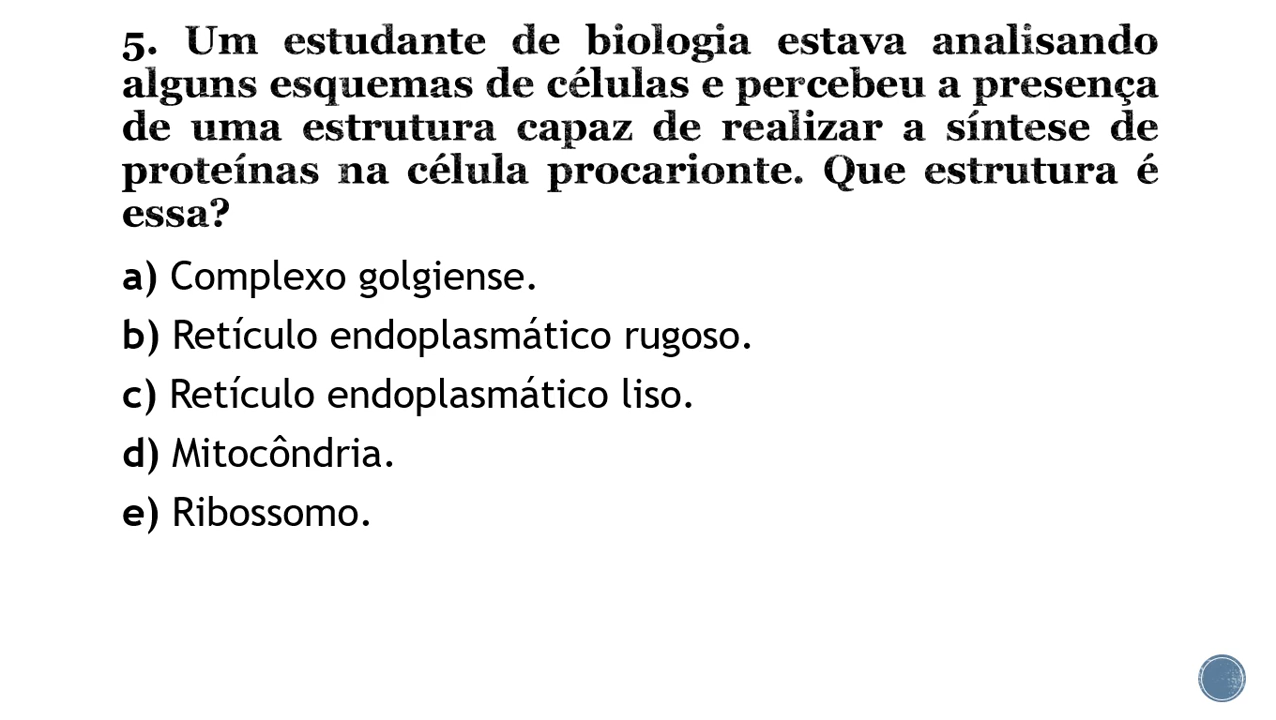 5. Um estudante de biologia estava analisando
alguns esquemas de células e percebeu a presença
de uma estrutura capaz de realizar a síntese de
proteínas na célula procarionte. Que estrutura é
essa?
a) Complexo golgiense.
b) Retículo endoplasmático rugoso.
c) Retículo endoplasmático liso.
d) Mitocôndria.
e) Ribossomo.